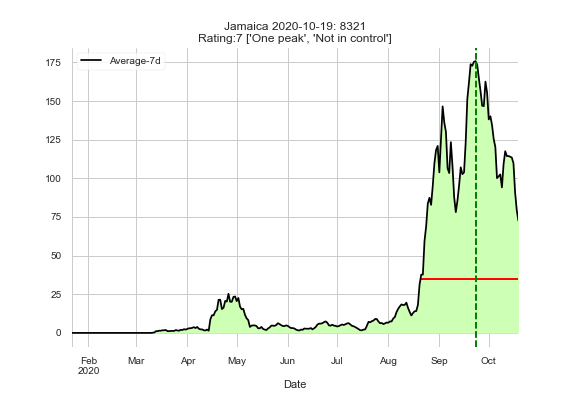 Jamaica 2020-10-19: 8321
Rating:7 ['One peak', 'Not in control']
Average-7d
175
150
125
100
75
50
25
0
Feb Mar Apr May Jun Jul Aug Sep Oct
2020
Date